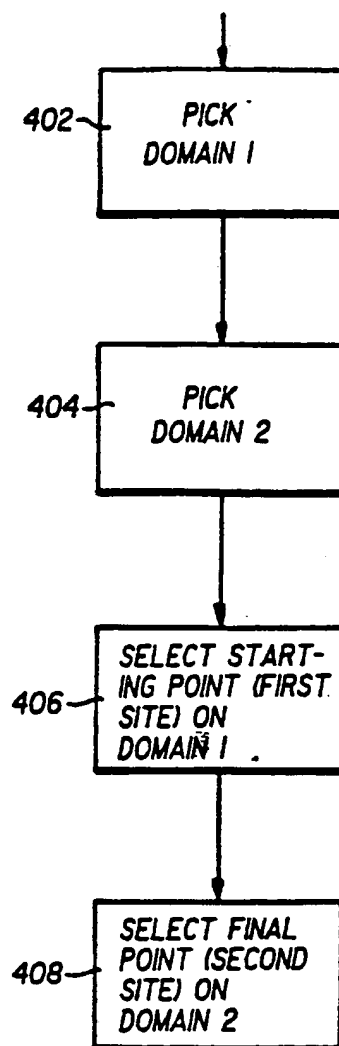 402
PICK
DOMAIN 1
404
PICK
DOMAIN 2
406
SELECT START-
ING POINT (FIRST
SITE) ON
DOMAIN 1
408
SELECT FINAL
POINT (SECOND
SITE) ON
DOMAIN 2